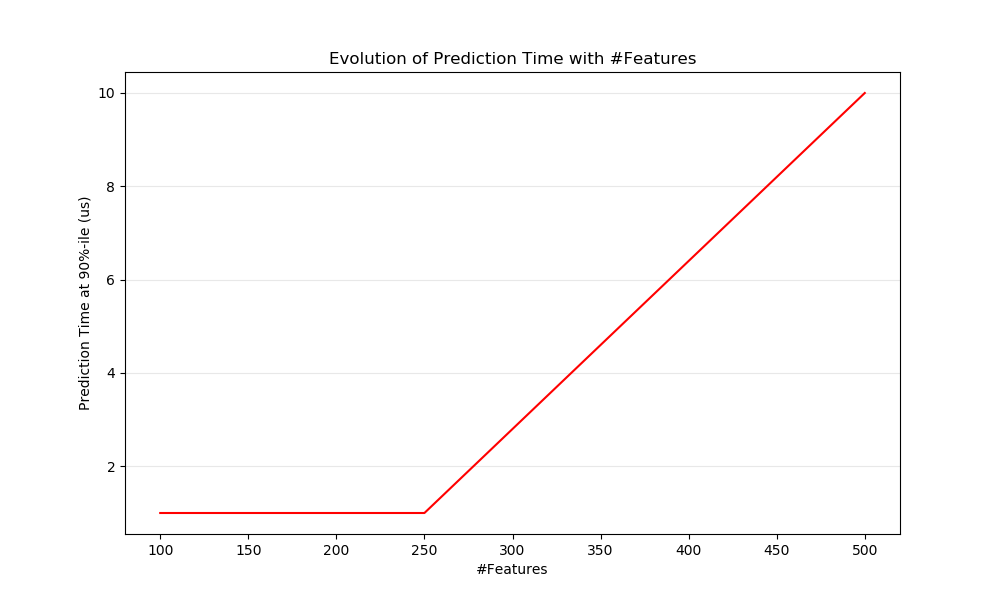 Evolution of Prediction Time with #Features
Prediction Time at 90%-ile (us)
10
8
6
4
2
100 150 200 250 300 350 400 450 500
#Features